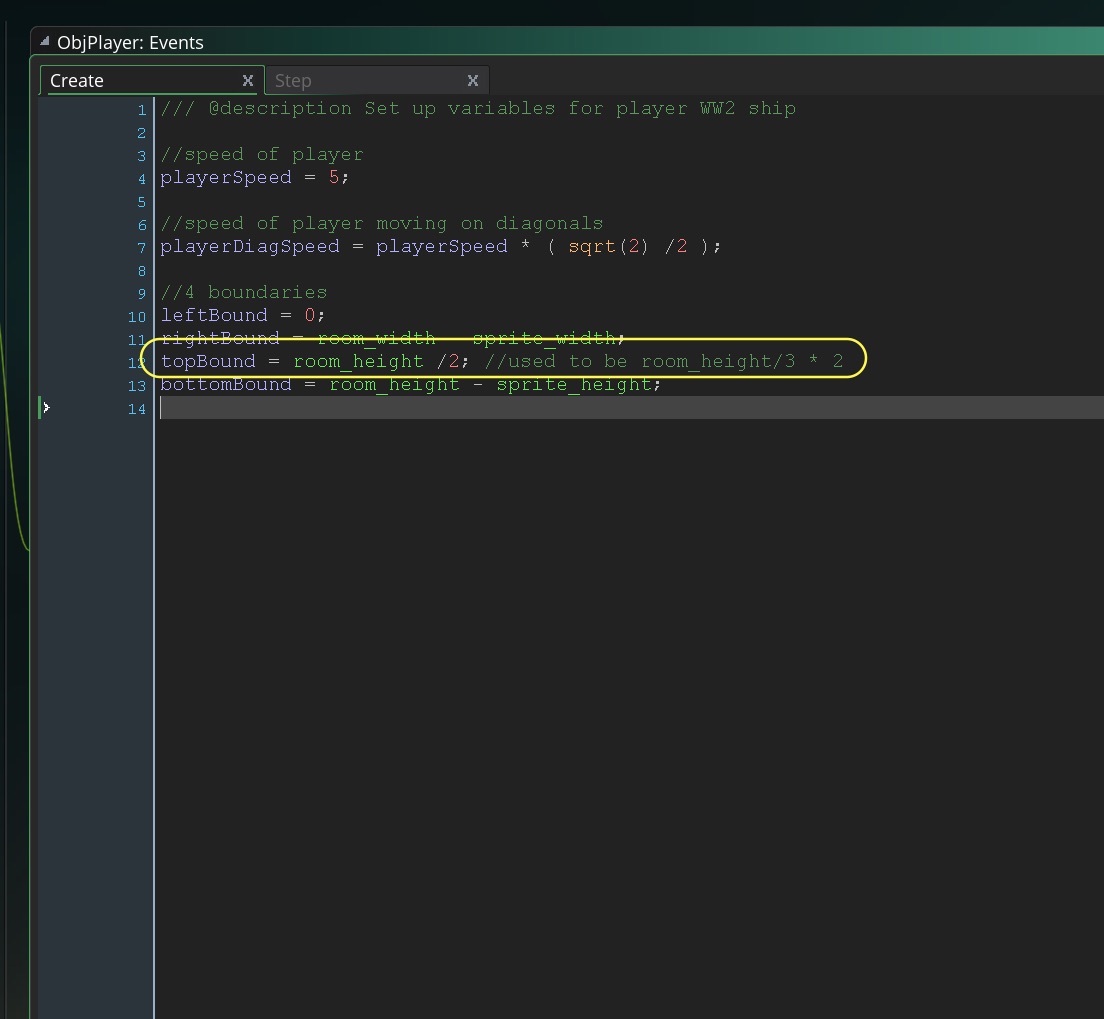 ObjPlayer: Events
Create X Step X
1 /// @description Set up variables for player WW2 ship
2
3 //speed of player
4 playerSpeed = 5;
5
6 //speed of player moving on diagonals
7 playerDiagSpeed = playerSpeed * ( sqrt(2) /2 );
8
9 //4 boundaries
10 leftBound = 0;
11 rightBound = room_width - sprite_width;
12 topBound = room_height /2; //used to be room_height/3 * 2
13 bottomBound = room_height - sprite_height;
14